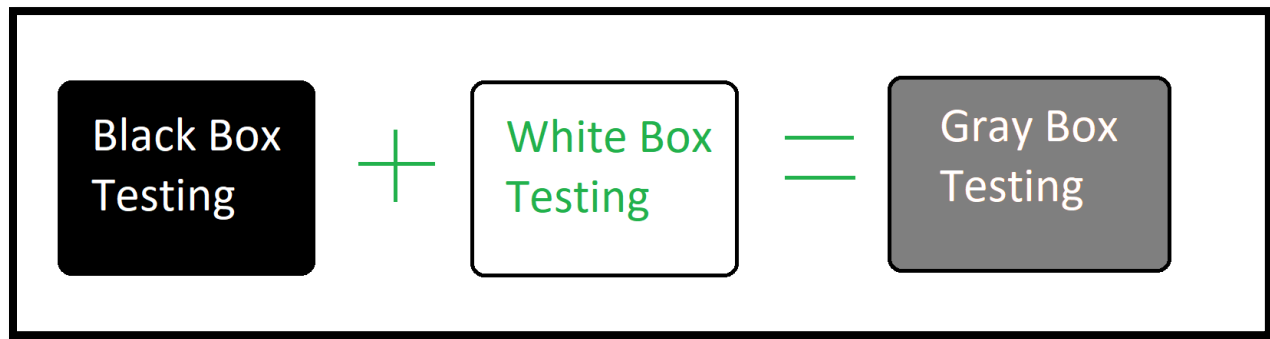 Black Box
Testing
+
White Box
Testing
=
Gray Box
Testing